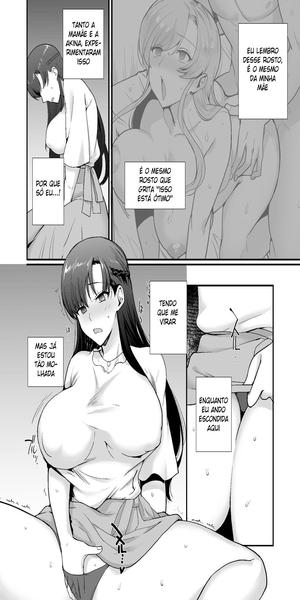 EU LEMBRO
DESSE ROSTO,
É O MESMO
DA MINHA
MÃE
TANTO A
MAMÃE E A
AKINA, EXPE-
RIMENTARAM
ISSO
É O MESMO
ROSTO QUE
GRITA "ISSO
ESTÁ ÓTIMO"
POR QUE
SÓ EU...!
TENDO
QUE ME
VIRAR
MAS JÁ
ESTOU
TÃO MO-
LHADA
ENQUANTO
EU ANDO
ESCONDIDA
AQUI